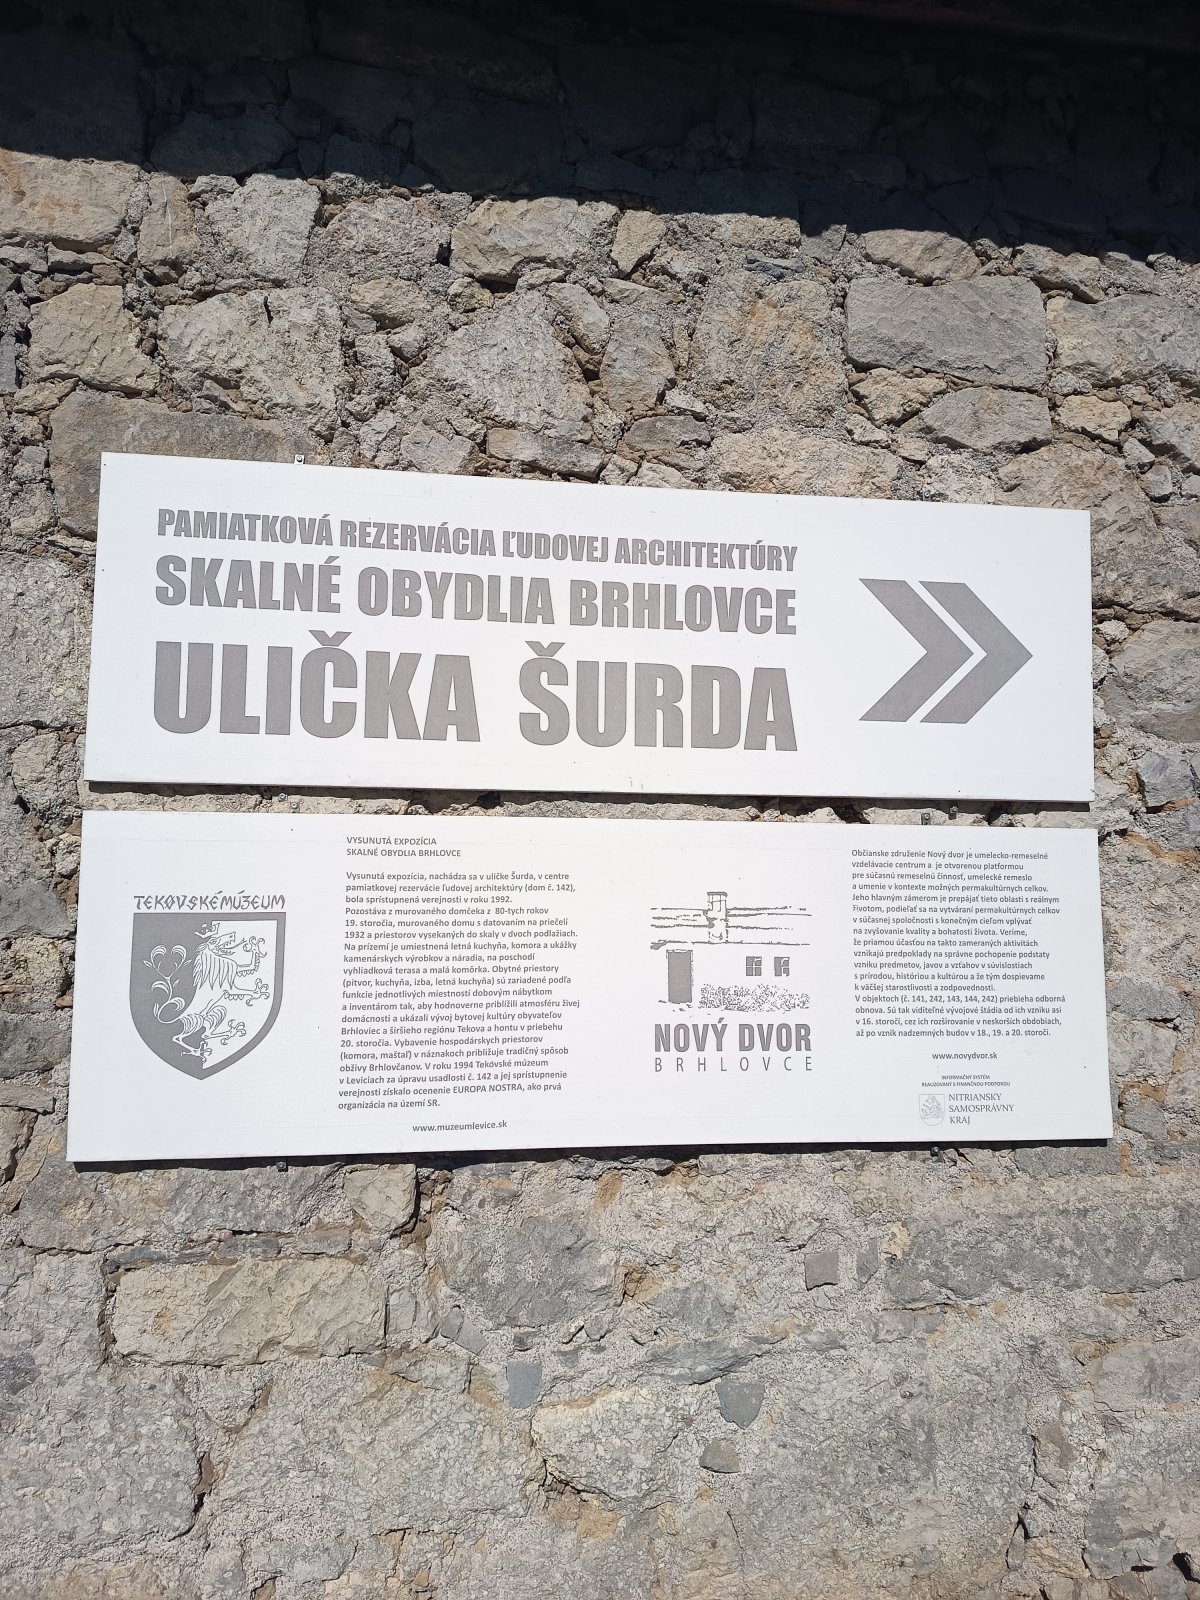 PAMIATKOVÁ REZERVÁCIA ĽUDOVEJ ARCHITEKTÚRY
SKALNÉ OBYDLIA BRHLOVCE
ULIČKA ŠURDA
TEKOVSKÉ MÚZEUM
VYSUNUTÁ EXPOZÍCIA
SKALNÉ OBYDLIA BRHLOVCE
Vysunutá expozícia, nachádza sa v uličke Šurda, v centre
pamiatkovej rezervácie ľudovej architektúry (dom č. 142),
bola sprístupnená verejnosti v roku 1992.
Pozostáva z murovaného domčeka z 80-tych rokov
19. storočia, murovaného domu s datovaním na priečelí
1932 a priestorov vysekaných do skaly v dvoch podlažiach.
Na prízemí je umiestnená letná kuchyňa, komora a ukážky
kamenárskych výrobkov a náradia, na poschodí
vyhliadková terasa a malá komôrka. Obytné priestory
(pitvor, kuchyňa, izba, letná kuchyňa) sú zariadené podľa
funkcie jednotlivých miestností dobovým nábytkom
a inventárom tak, aby hodnoverne priblížili atmosféru živej
domácnosti a ukázali vývoj bytovej kultúry obyvateľov
Brhloviec a širšieho regiónu Tekova a hontu v priebehu
20. storočia. Vybavenie hospodárskych priestorov
(komora, maštaľ) v náznakoch približuje tradičný spôsob
obživy Brhlovčanov. V roku 1994 Tekovské múzeum
v Leviciach za úpravu usadlosti č. 142 a jej sprístupnenie
verejnosti získalo ocenenie EUROPA NOSTRA, ako prvá
organizácia na území SR.
www.muzeumlevice.sk
NOVÝ DVOR
BRHLOVCE
Občianske združenie Nový dvor je umelecko-remeselné
vzdelávacie centrum a je otvorenou platformou
pre súčasnú remeselnú činnosť, umelecké remeslo
a umenie v kontexte možných permakultúrnych celkov.
Jeho hlavným zámerom je prepájať tieto oblasti s reálnym
životom, podieľať sa na vytváraní permakultúrnych celkov
v súčasnej spoločnosti s konečným cieľom vplývať
na zvyšovanie kvality a bohatosti života. Veríme,
že priamou účasťou na takto zameraných aktivitách
vznikajú predpoklady na správne pochopenie podstaty
vzniku predmetov, javov a vzťahov v súvislostiach
s prírodou, históriou a kultúrou a že tým dospievame
k väčšej starostlivosti a zodpovednosti.
V objektoch (č. 141, 242, 143, 144, 242) priebieha odborná
obnova. Sú tak viditeľné vývojové štádia od ich vzniku asi
v 16. storočí, cez ich rozširovanie v neskorších obdobiach,
až po vznik nadzemných budov v 18., 19. a 20. storočí.
www.novydvor.sk
INFORMAČNÝ SYSTÉM
REALIZOVANÝ S FINANČNOU PODPOROU
NITRIANSKY
SAMOSPRÁVNY
KRAJ